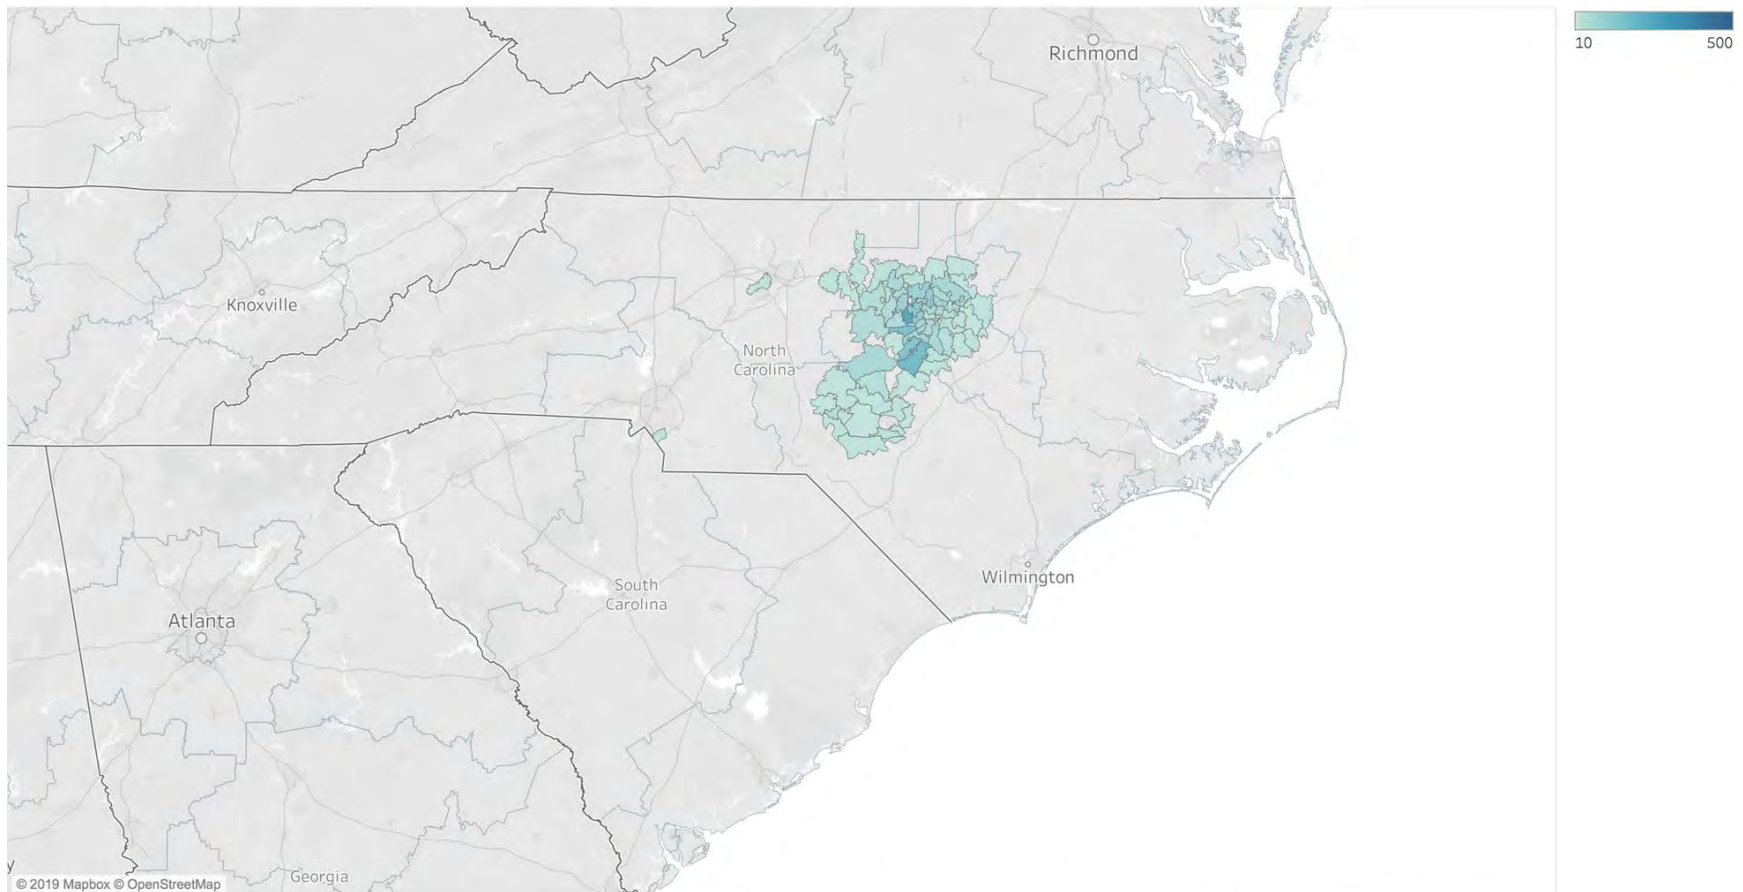 10 500
Richmond
Knoxville
North
Carolina
South
Carolina
Wilmington
Atlanta
Georgia
y
© 2019 Mapbox © OpenStreetMap